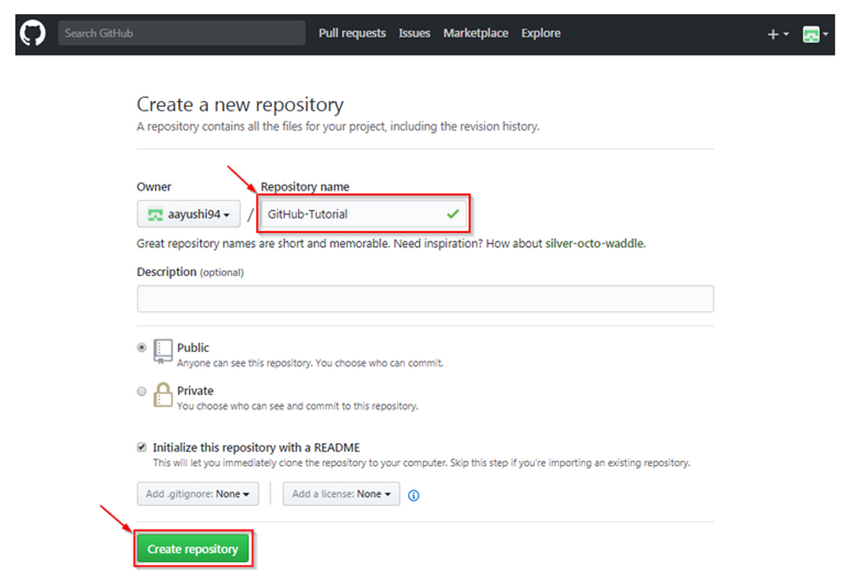 Search GitHub Pull requests Issues Marketplace Explore
Create a new repository
A repository contains all the files for your project, including the revision history.
Owner Repository name
aayushi94 / GitHub-Tutorial
Great repository names are short and memorable. Need inspiration? How about silver-octo-waddle.
Description (optional)
Public
Anyone can see this repository. You choose who can commit.
Private
You choose who can see and commit to this repository.
Initialize this repository with a README
This will let you immediately clone the repository to your computer. Skip this step if you're importing an existing repository.
Add .gitignore: None Add a license: None
Create repository